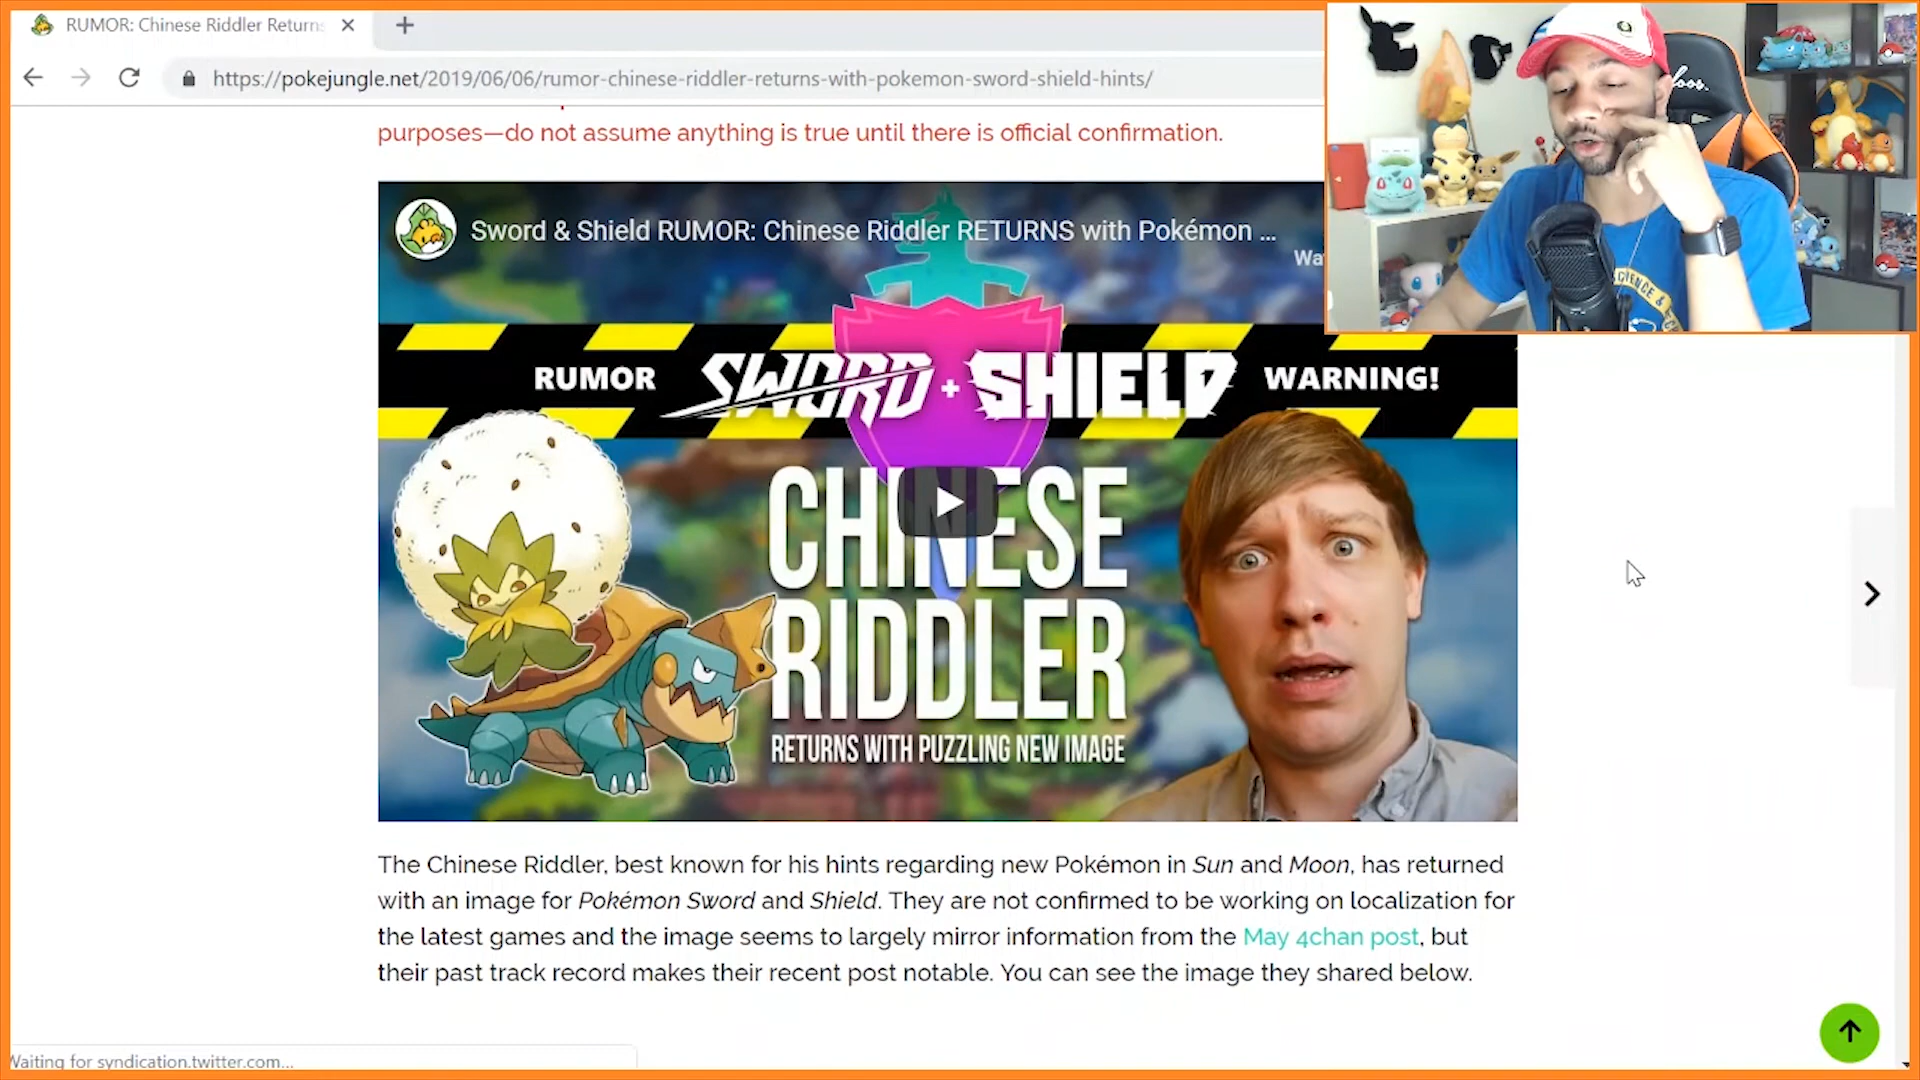 RUMOR: Chinese Riddler Returns
https://pokejungle.net/2019/06/06/rumor-chinese-riddler-returns-with-pokemon-sword-shield-hints/
purposes—do not assume anything is true until there is official confirmation.
Sword & Shield RUMOR: Chinese Riddler RETURNS with Pokémon ...
RUMOR SWORD + SHIELD WARNING!
CHINESE
RIDDLER
RETURNS WITH PUZZLING NEW IMAGE
The Chinese Riddler, best known for his hints regarding new Pokémon in Sun and Moon, has returned
with an image for Pokémon Sword and Shield. They are not confirmed to be working on localization for
the latest games and the image seems to largely mirror information from the May 4chan post, but
their past track record makes their recent post notable. You can see the image they shared below.
Waiting for syndication.twitter.com...